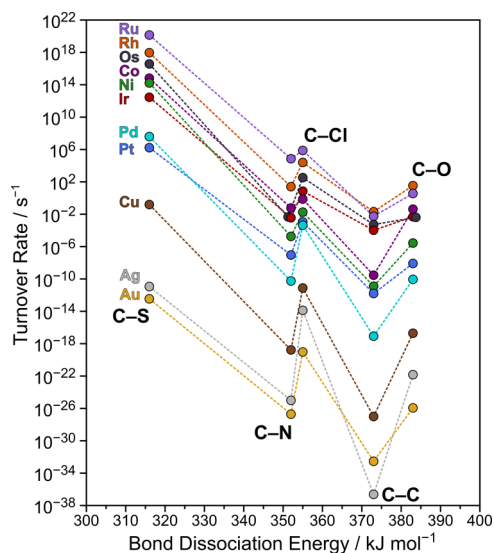 10^22
10^18
10^14
10^10
10^6
10^2
10^−2
10^−6
10^−10
10^−14
10^−18
10^−22
10^−26
10^−30
10^−34
10^−38
Turnover Rate / s^−1
Ru
Rh
Os
Co
Ni
Ir
Pd
Pt
Cu
Ag
Au
C–S
C–N
C–Cl
C–C
C–O
300 310 320 330 340 350 360 370 380 390 400
Bond Dissociation Energy / kJ mol^−1